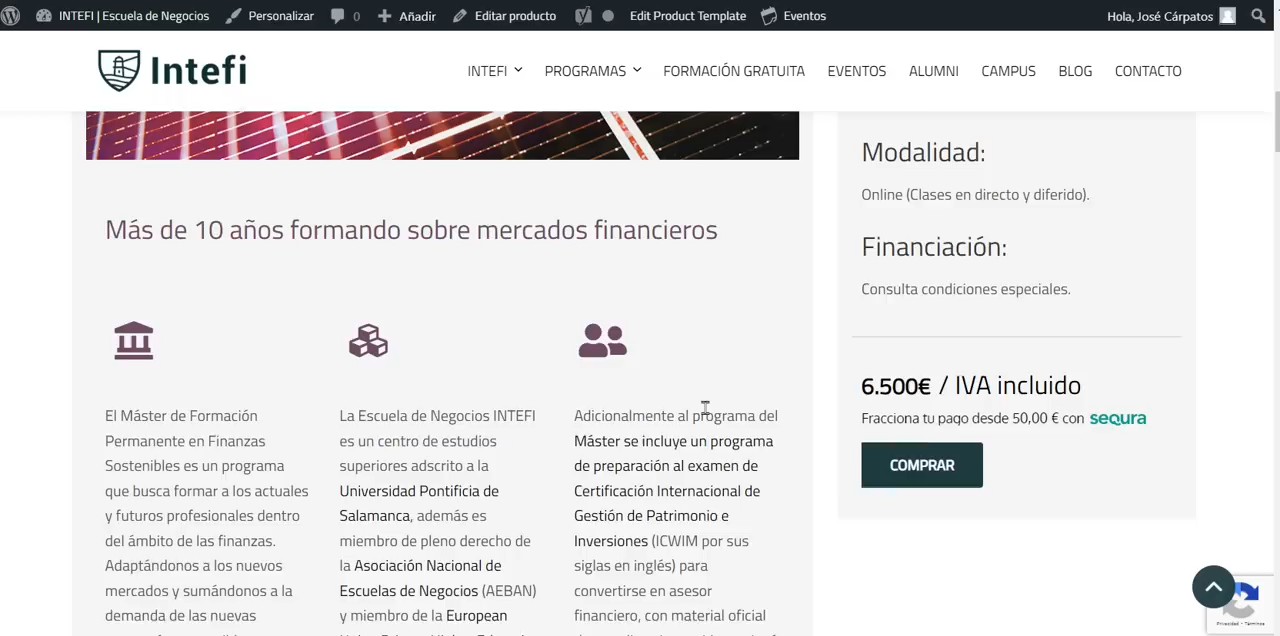 INTEFI | Escuela de Negocios
Personalizar
0
Añadir
Editar producto
Edit Product Template
Eventos
Hola, José Cárpatos
Intefi
INTEFI
PROGRAMAS
FORMACIÓN GRATUITA
EVENTOS
ALUMNI
CAMPUS
BLOG
CONTACTO
Más de 10 años formando sobre mercados financieros
El Máster de Formación
Permanente en Finanzas
Sostenibles es un programa
que busca formar a los actuales
y futuros profesionales dentro
del ámbito de las finanzas.
Adaptándonos a los nuevos
mercados y sumándonos a la
demanda de las nuevas
La Escuela de Negocios INTEFI
es un centro de estudios
superiores adscrito a la
Universidad Pontificia de
Salamanca, además es
miembro de pleno derecho de
la Asociación Nacional de
Escuelas de Negocios (AEBAN)
y miembro de la European
Adicionalmente al programa del
Máster se incluye un programa
de preparación al examen de
Certificación Internacional de
Gestión de Patrimonio e
Inversiones (ICWIM por sus
siglas en inglés) para
convertirse en asesor
financiero, con material oficial
Modalidad:
Online (Clases en directo y diferido).
Financiación:
Consulta condiciones especiales.
6.500€ / IVA incluido
Fracciona tu pago desde 50,00 € con seQura
COMPRAR
Privacidad - Términos